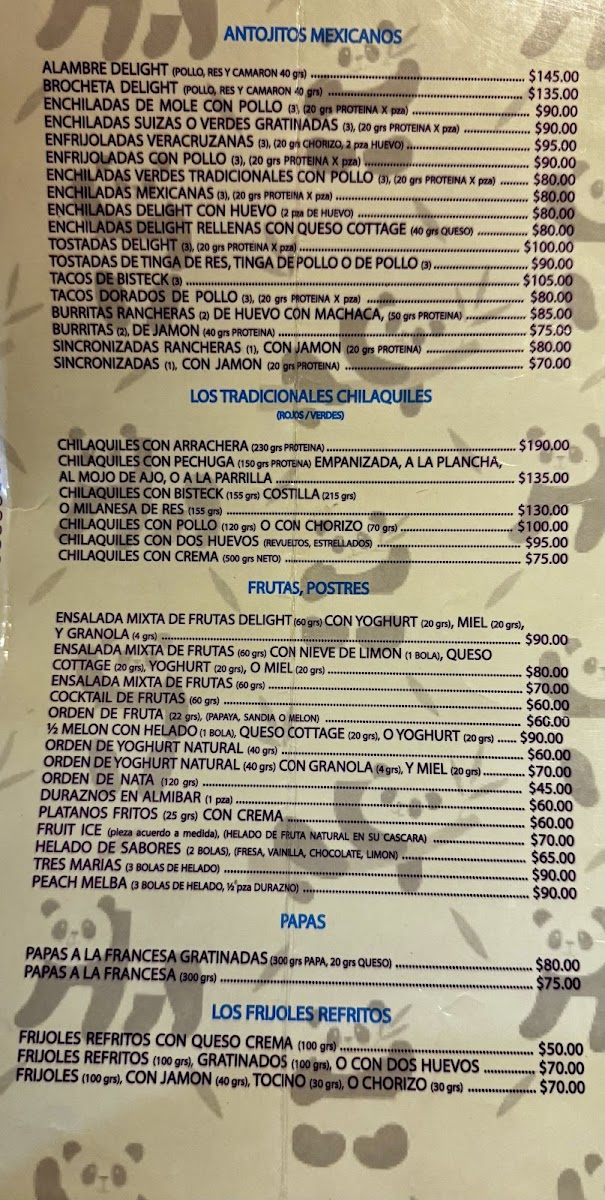 ANTOJITOS MEXICANOS
ALAMBRE DELIGHT (POLLO, RES Y CAMARON 40 grs) $145.00
BROCHETA DELIGHT (POLLO, RES Y CAMARON 40 grs) $135.00
ENCHILADAS DE MOLE CON POLLO (3), (20 grs PROTEINA X pza) $90.00
ENCHILADAS SUIZAS O VERDES GRATINADAS (3), (20 grs PROTEINA X pza) $90.00
ENFRIJOLADAS VERACRUZANAS (3), (20 grs CHORIZO, 2 pza HUEVO) $95.00
ENFRIJOLADAS CON POLLO (3), (20 grs PROTEINA X pza) $90.00
ENCHILADAS VERDES TRADICIONALES CON POLLO (3), (20 grs PROTEINA X pza) $80.00
ENCHILADAS MEXICANAS (3), (20 grs PROTEINA X pza) $80.00
ENCHILADAS DELIGHT CON HUEVO (2 pza DE HUEVO) $80.00
ENCHILADAS DELIGHT RELLENAS CON QUESO COTTAGE (40 grs QUESO) $80.00
TOSTADAS DELIGHT (3), (20 grs PROTEINA X pza) $100.00
TOSTADAS DE TINGA DE RES, TINGA DE POLLO O DE POLLO (3) $90.00
TACOS DE BISTECK (3) $105.00
TACOS DORADOS DE POLLO (3), (20 grs PROTEINA X pza) $80.00
BURRITAS RANCHERAS (2) DE HUEVO CON MACHACA, (50 grs PROTEINA) $85.00
BURRITAS (2), DE JAMON (40 grs PROTEINA) $75.00
SINCRONIZADAS RANCHERAS (1), CON JAMON (20 grs PROTEINA) $80.00
SINCRONIZADAS (1), CON JAMON (20 grs PROTEINA) $70.00
LOS TRADICIONALES CHILAQUILES
(ROJOS / VERDES)
CHILAQUILES CON ARRACHERA (230 grs PROTEINA) $190.00
CHILAQUILES CON PECHUGA (150 grs PROTEINA) EMPANIZADA, A LA PLANCHA,
AL MOJO DE AJO, O A LA PARRILLA $135.00
CHILAQUILES CON BISTECK (155 grs) COSTILLA (215 grs)
O MILANESA DE RES (155 grs) $130.00
CHILAQUILES CON POLLO (120 grs) O CON CHORIZO (70 grs) $100.00
CHILAQUILES CON DOS HUEVOS (REVUELTOS, ESTRELLADOS) $95.00
CHILAQUILES CON CREMA (500 grs NETO) $75.00
FRUTAS, POSTRES
ENSALADA MIXTA DE FRUTAS DELIGHT (60 grs) CON YOGHURT (20 grs), MIEL (20 grs),
Y GRANOLA (4 grs) $90.00
ENSALADA MIXTA DE FRUTAS (60 grs) CON NIEVE DE LIMON (1 BOLA), QUESO
COTTAGE (20 grs), YOGHURT (20 grs), O MIEL (20 grs) $80.00
ENSALADA MIXTA DE FRUTAS (60 grs) $70.00
COCKTAIL DE FRUTAS (60 grs) $60.00
ORDEN DE FRUTA (22 grs), (PAPAYA, SANDIA O MELON) $60.00
½ MELON CON HELADO (1 BOLA), QUESO COTTAGE (20 grs), O YOGHURT (20 grs) $90.00
ORDEN DE YOGHURT NATURAL (40 grs) $60.00
ORDEN DE YOGHURT NATURAL (40 grs) CON GRANOLA (4 grs), Y MIEL (20 grs) $70.00
ORDEN DE NATA (120 grs) $45.00
DURAZNOS EN ALMIBAR (1 pza) $60.00
PLATANOS FRITOS (25 grs) CON CREMA $60.00
FRUIT ICE (pieza acuerdo a medida), (HELADO DE FRUTA NATURAL EN SU CASCARA) $70.00
HELADO DE SABORES (2 BOLAS), (FRESA, VAINILLA, CHOCOLATE, LIMON) $65.00
TRES MARIAS (3 BOLAS DE HELADO) $90.00
PEACH MELBA (3 BOLAS DE HELADO, ½ pza DURAZNO) $90.00
PAPAS
PAPAS A LA FRANCESA GRATINADAS (300 grs PAPA, 20 grs QUESO) $80.00
PAPAS A LA FRANCESA (300 grs) $75.00
LOS FRIJOLES REFRITOS
FRIJOLES REFRITOS CON QUESO CREMA (100 grs) $50.00
FRIJOLES REFRITOS (100 grs), GRATINADOS (100 grs), O CON DOS HUEVOS $70.00
FRIJOLES (100 grs), CON JAMON (40 grs), TOCINO (30 grs), O CHORIZO (30 grs) $70.00